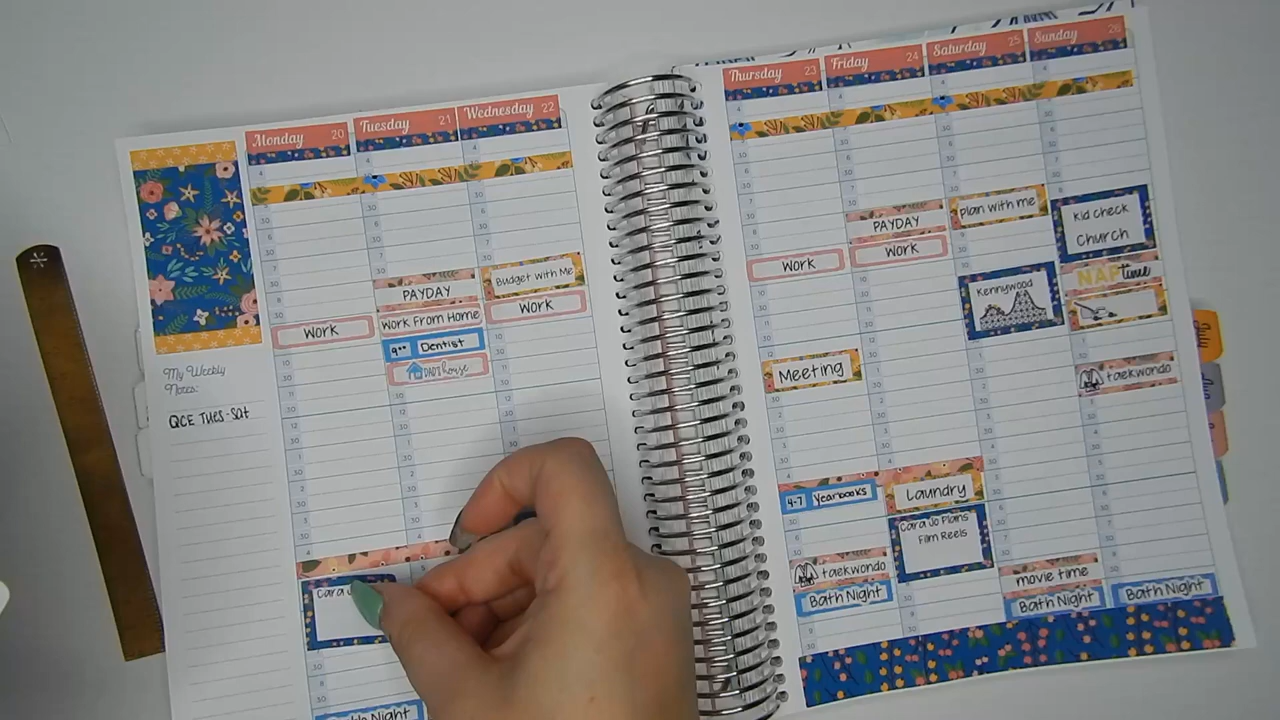 Monday 20
Tuesday 21
Wednesday 22
Thursday 23
Friday 24
Saturday 25
Sunday 26
My Weekly
Notes:
QCE Tues-Sat
Work
PAYDAY
Work From Home
9:00 Dentist
DAD'S house
Budget with Me
Work
Cara
Bath Night
Work
Meeting
4-7 Yearbooks
taekwondo
Bath Night
PAYDAY
Work
Laundry
Cara Jo Plans
Film Reels
Plan with me
Kennywood
movie time
Bath Night
Kid check
Church
NAP time
taekwondo
Bath Night
July